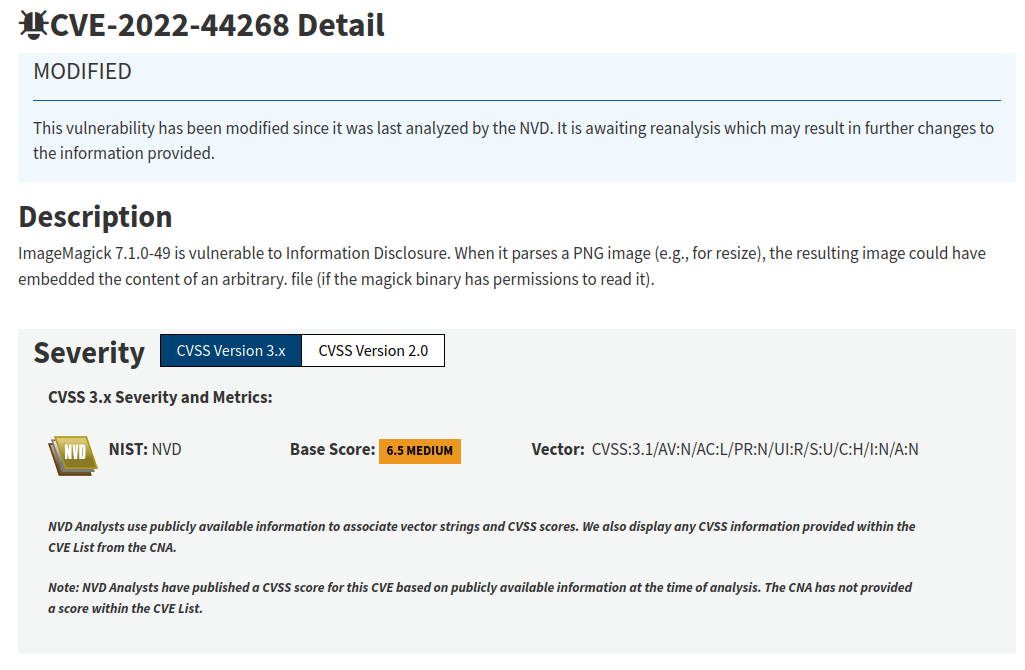 CVE-2022-44268 Detail
MODIFIED
This vulnerability has been modified since it was last analyzed by the NVD. It is awaiting reanalysis which may result in further changes to
the information provided.
Description
ImageMagick 7.1.0-49 is vulnerable to Information Disclosure. When it parses a PNG image (e.g., for resize), the resulting image could have
embedded the content of an arbitrary. file (if the magick binary has permissions to read it).
Severity CVSS Version 3.x CVSS Version 2.0
CVSS 3.x Severity and Metrics:
NVD NIST: NVD Base Score: 6.5 MEDIUM Vector: CVSS:3.1/AV:N/AC:L/PR:N/UI:R/S:U/C:H/I:N/A:N
NVD Analysts use publicly available information to associate vector strings and CVSS scores. We also display any CVSS information provided within the
CVE List from the CNA.
Note: NVD Analysts have published a CVSS score for this CVE based on publicly available information at the time of analysis. The CNA has not provided
a score within the CVE List.